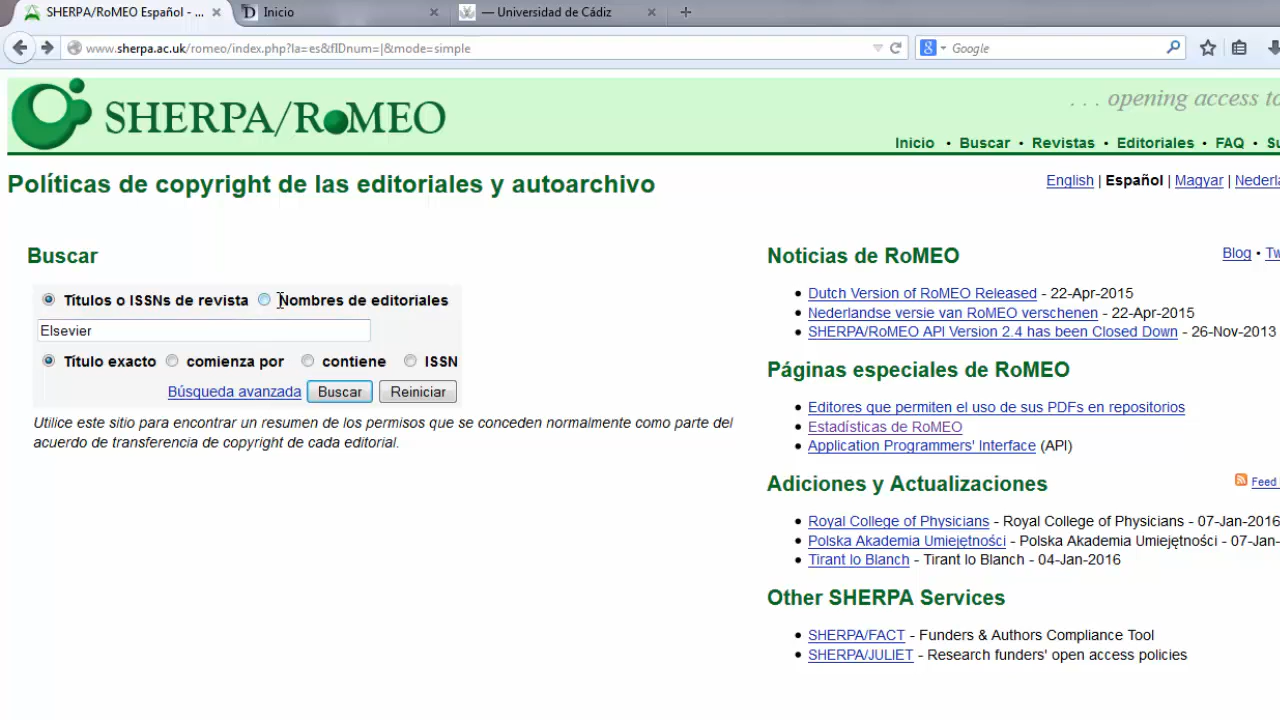 SHERPA/RoMEO Español - ...
Inicio
— Universidad de Cádiz
www.sherpa.ac.uk/romeo/index.php?la=es&fIDnum=|&mode=simple
Google
SHERPA/RoMEO
. . . opening access to
Inicio • Buscar • Revistas • Editoriales • FAQ • Su
Políticas de copyright de las editoriales y autoarchivo
English | Español | Magyar | Nederla
Buscar
Títulos o ISSNs de revista Nombres de editoriales
Elsevier
Título exacto comienza por contiene ISSN
Búsqueda avanzada Buscar Reiniciar
Utilice este sitio para encontrar un resumen de los permisos que se conceden normalmente como parte del
acuerdo de transferencia de copyright de cada editorial.
Noticias de RoMEO
Blog • Tw
• Dutch Version of RoMEO Released - 22-Apr-2015
• Nederlandse versie van RoMEO verschenen - 22-Apr-2015
• SHERPA/RoMEO API Version 2.4 has been Closed Down - 26-Nov-2013
Páginas especiales de RoMEO
• Editores que permiten el uso de sus PDFs en repositorios
• Estadísticas de RoMEO
• Application Programmers' Interface (API)
Adiciones y Actualizaciones
Feed
• Royal College of Physicians - Royal College of Physicians - 07-Jan-2016
• Polska Akademia Umiejętności - Polska Akademia Umiejętności - 07-Jan-
• Tirant lo Blanch - Tirant lo Blanch - 04-Jan-2016
Other SHERPA Services
• SHERPA/FACT - Funders & Authors Compliance Tool
• SHERPA/JULIET - Research funders' open access policies